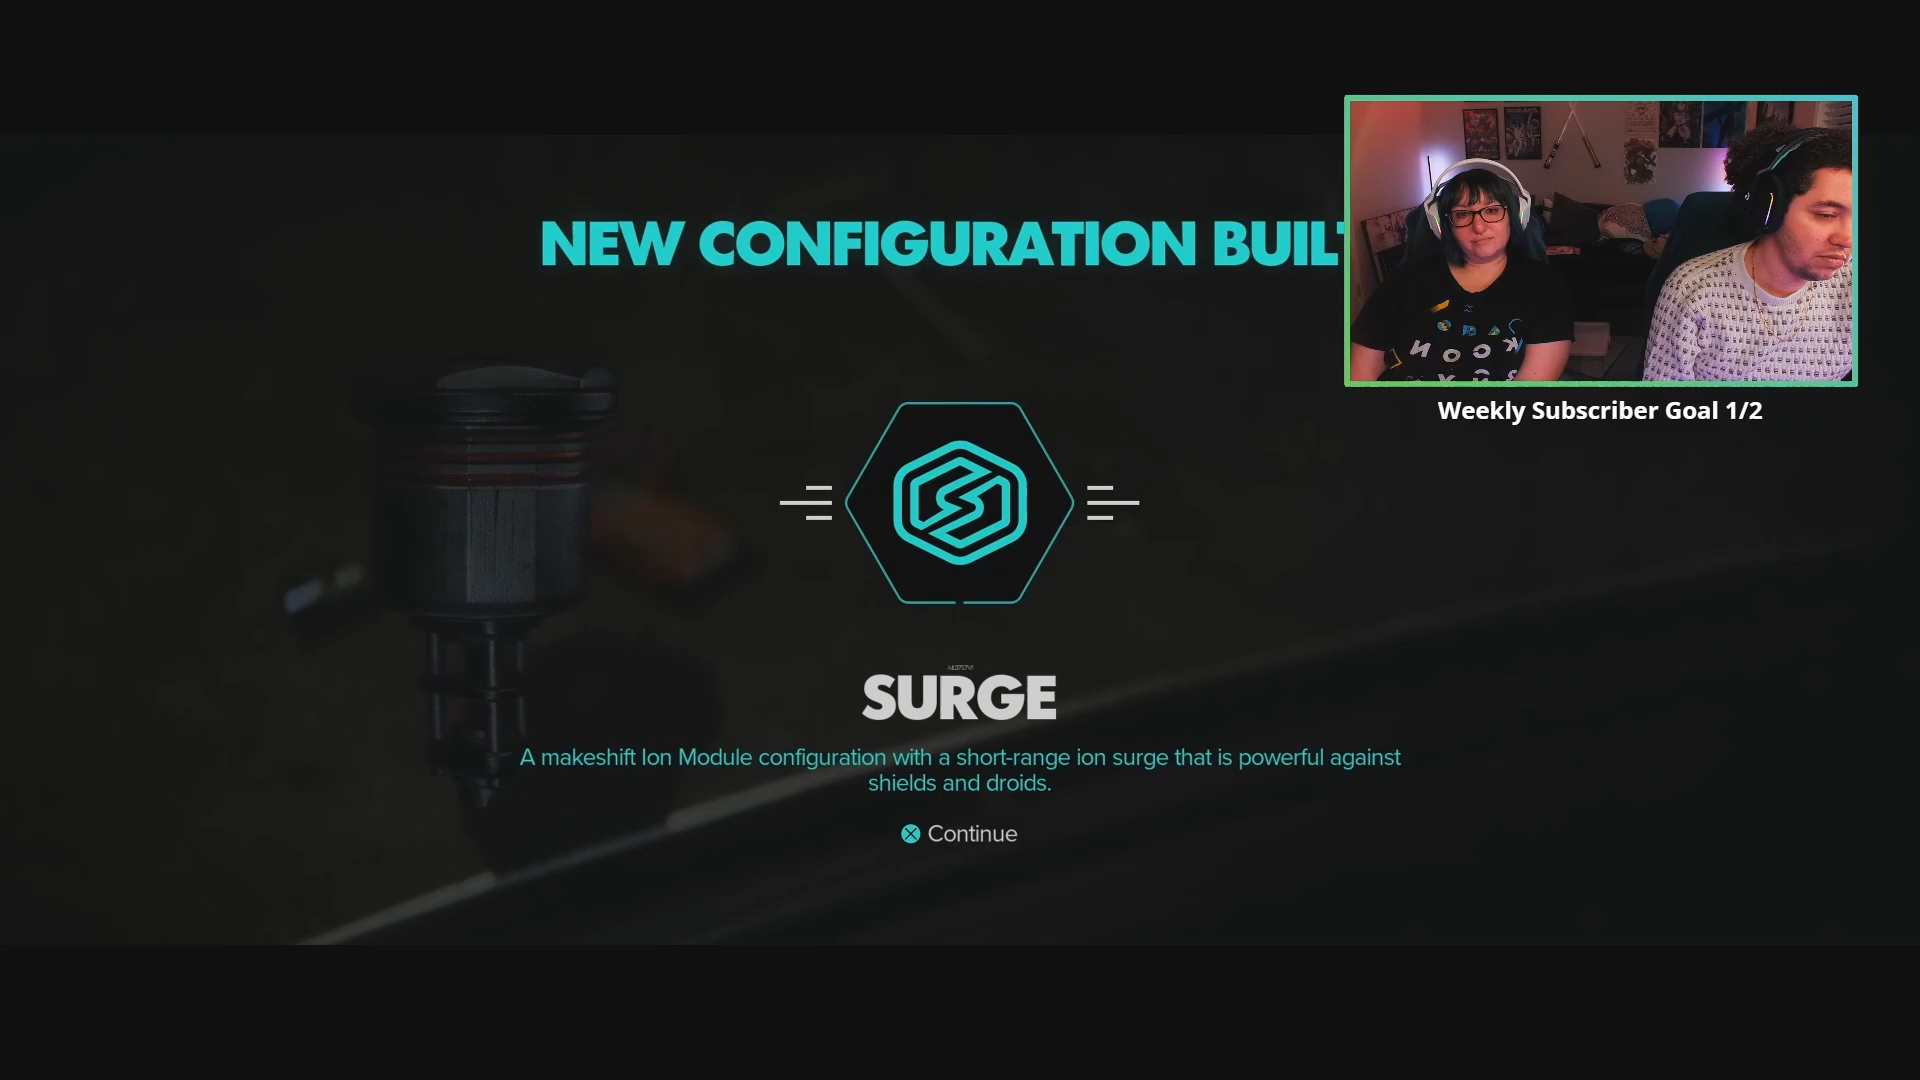 NEW CONFIGURATION BUILT
Weekly Subscriber Goal 1/2
SURGE
A makeshift Ion Module configuration with a short-range ion surge that is powerful against
shields and droids.
Continue